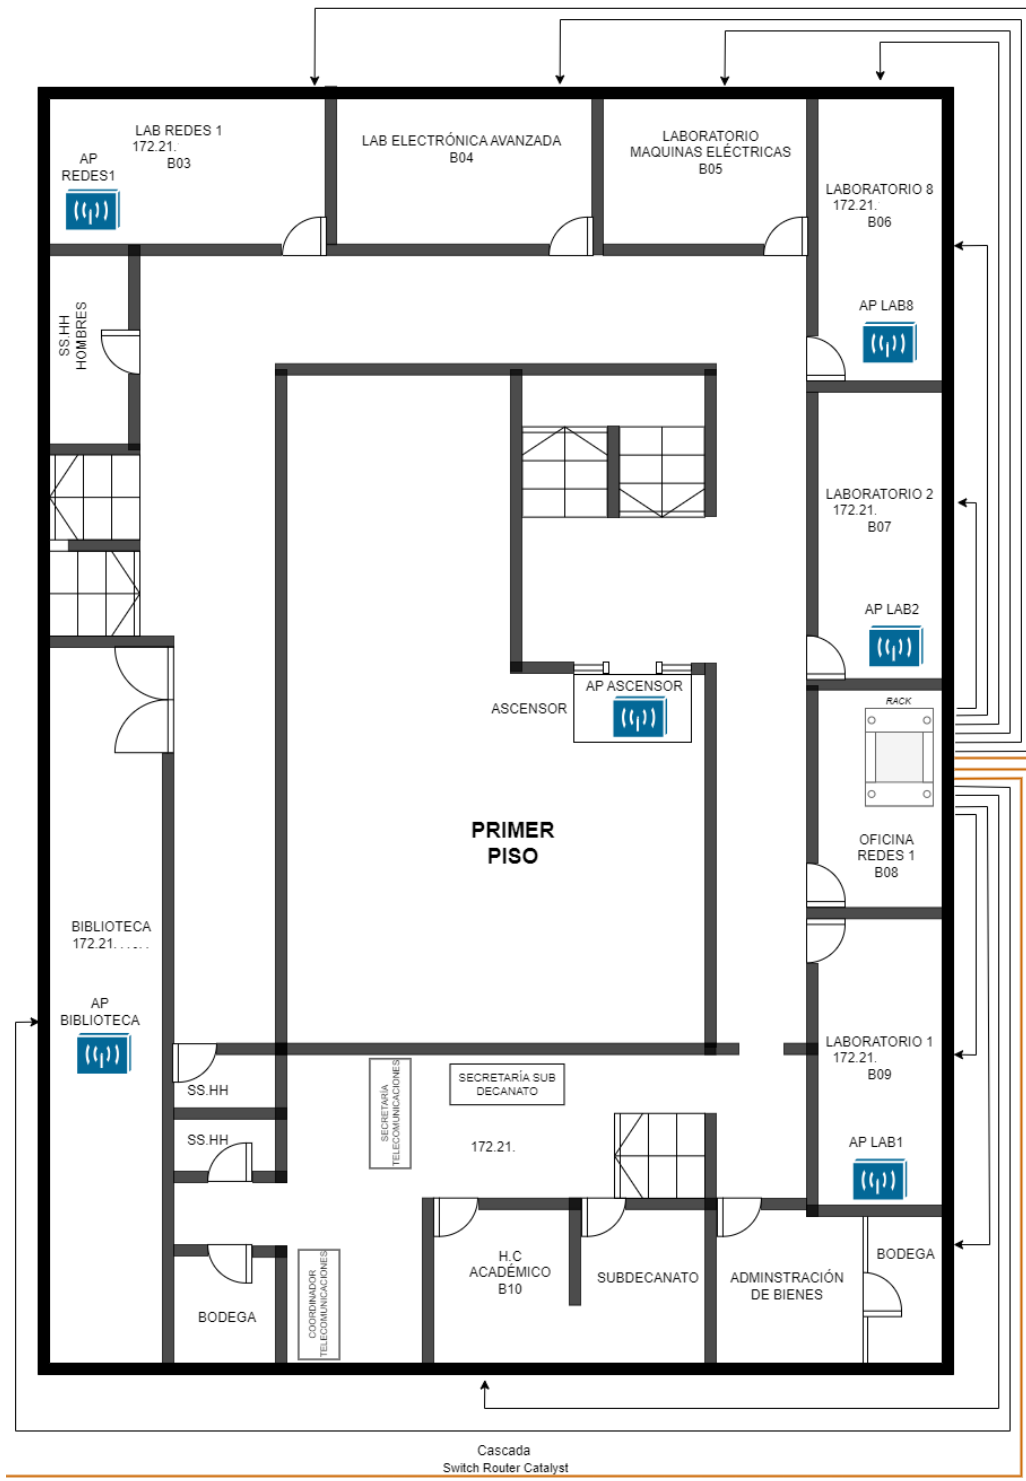 LAB REDES 1
172.21.
B03
AP
REDES1
LAB ELECTRÓNICA AVANZADA
B04
LABORATORIO
MAQUINAS ELÉCTRICAS
B05
LABORATORIO 8
172.21.
B06
AP LAB8
SS.HH
HOMBRES
LABORATORIO 2
172.21.
B07
AP LAB2
ASCENSOR
AP ASCENSOR
RACK
OFICINA
REDES 1
B08
PRIMER
PISO
BIBLIOTECA
172.21.
AP
BIBLIOTECA
LABORATORIO 1
172.21.
B09
AP LAB1
SS.HH
SS.HH
SECRETARÍA
TELECOMUNICACIONES
SECRETARÍA SUB
DECANATO
172.21.
BODEGA
COORDINADOR
TELECOMUNICACIONES
H.C
ACADÉMICO
B10
SUBDECANATO
ADMINSTRACIÓN
DE BIENES
BODEGA
Cascada
Switch Router Catalyst